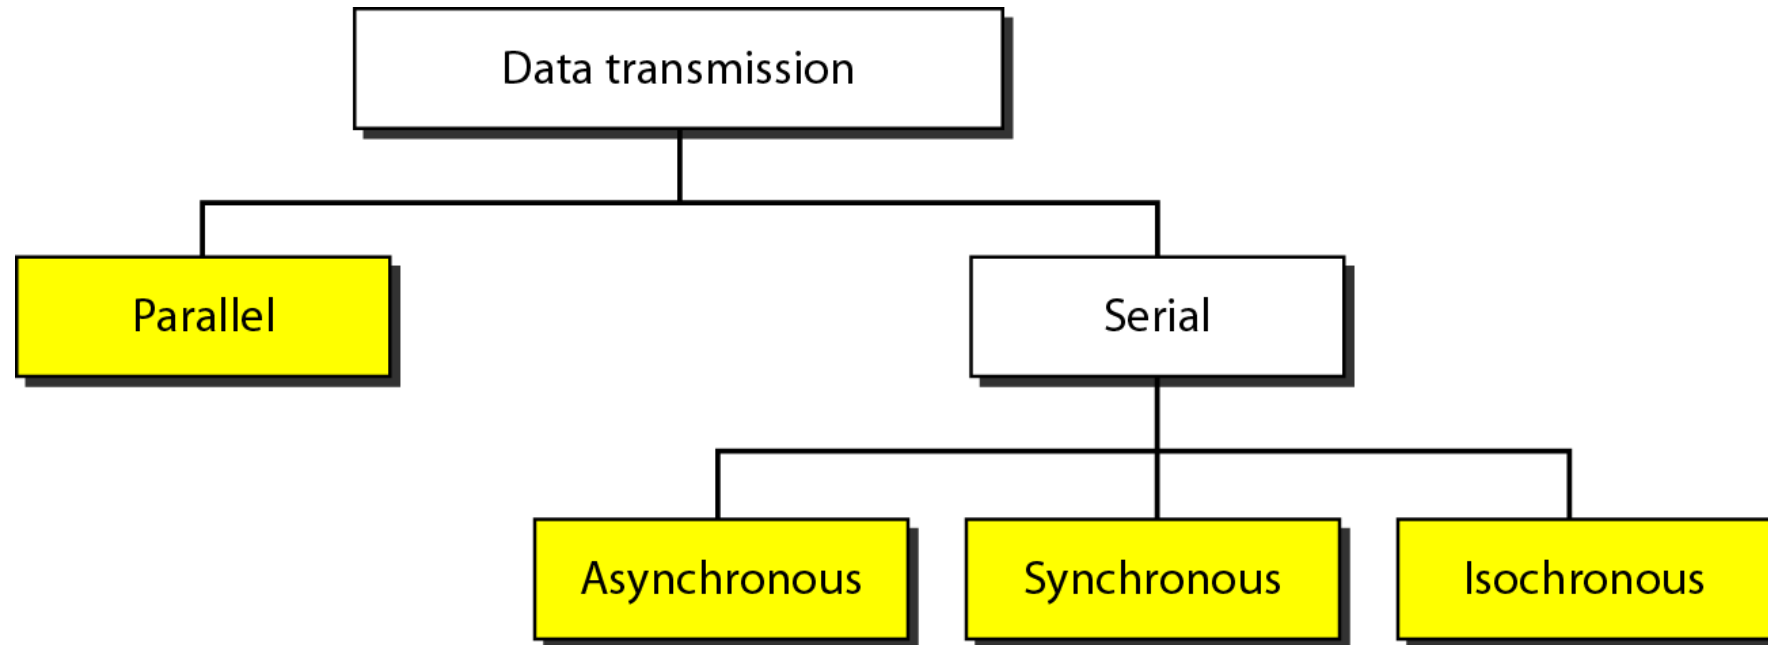 Data transmission
Parallel
Serial
Asynchronous
Synchronous
Isochronous